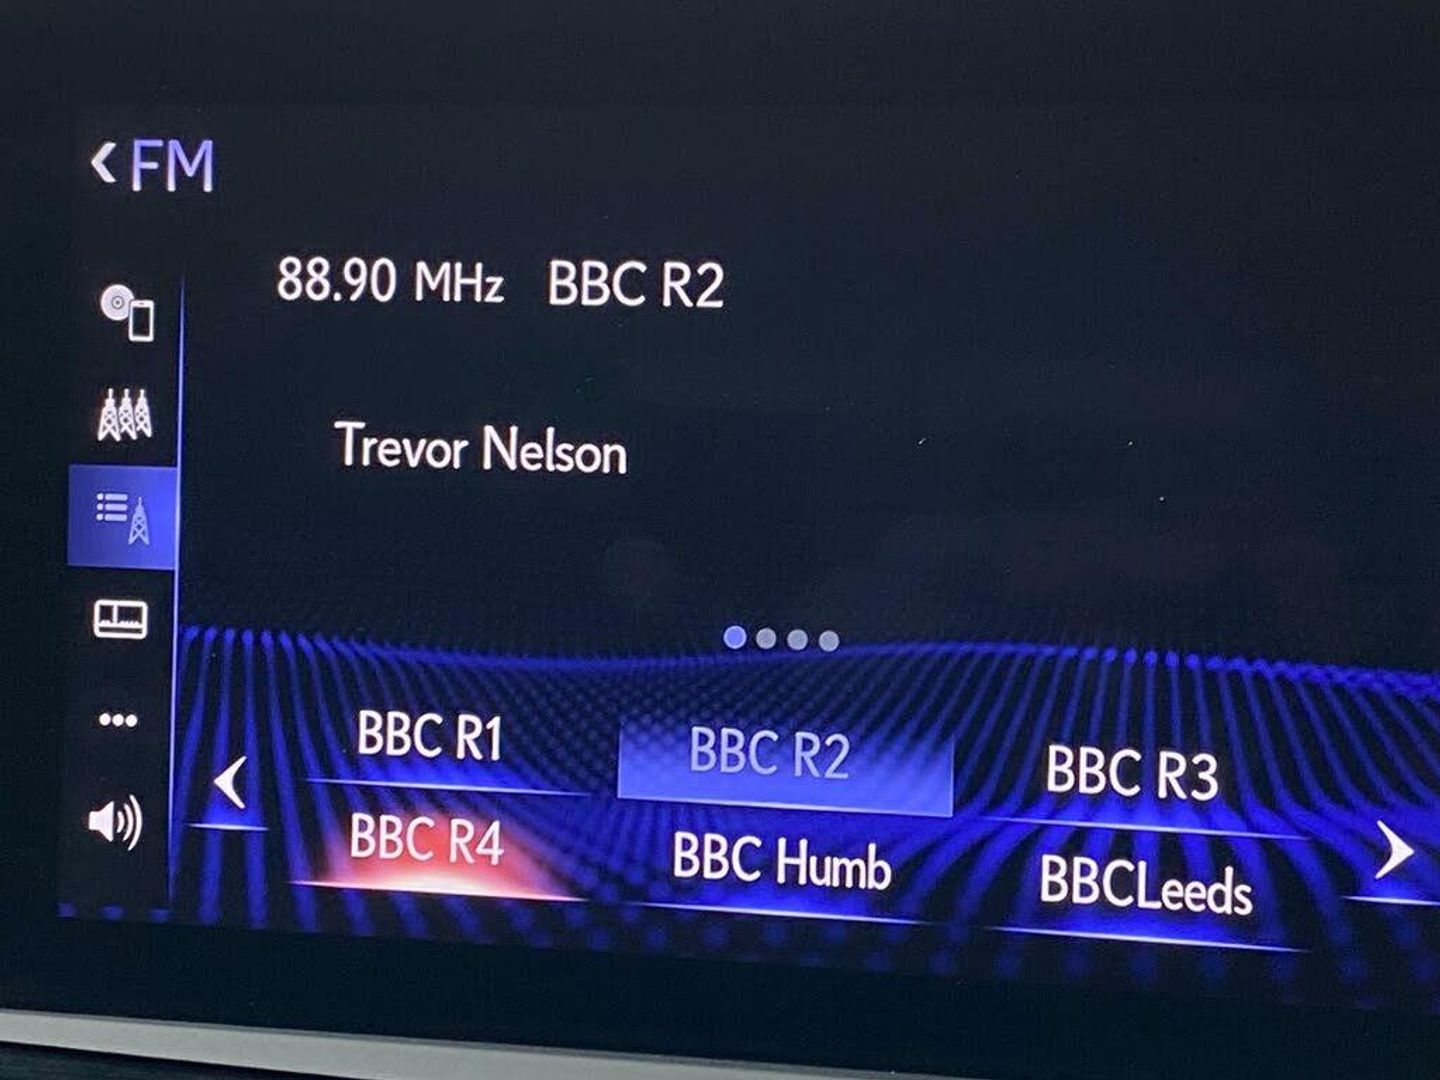 FM
88.90 MHz BBC R2
Trevor Nelson
BBC R1 BBC R2 BBC R3
BBC R4 BBC Humb BBCLeeds